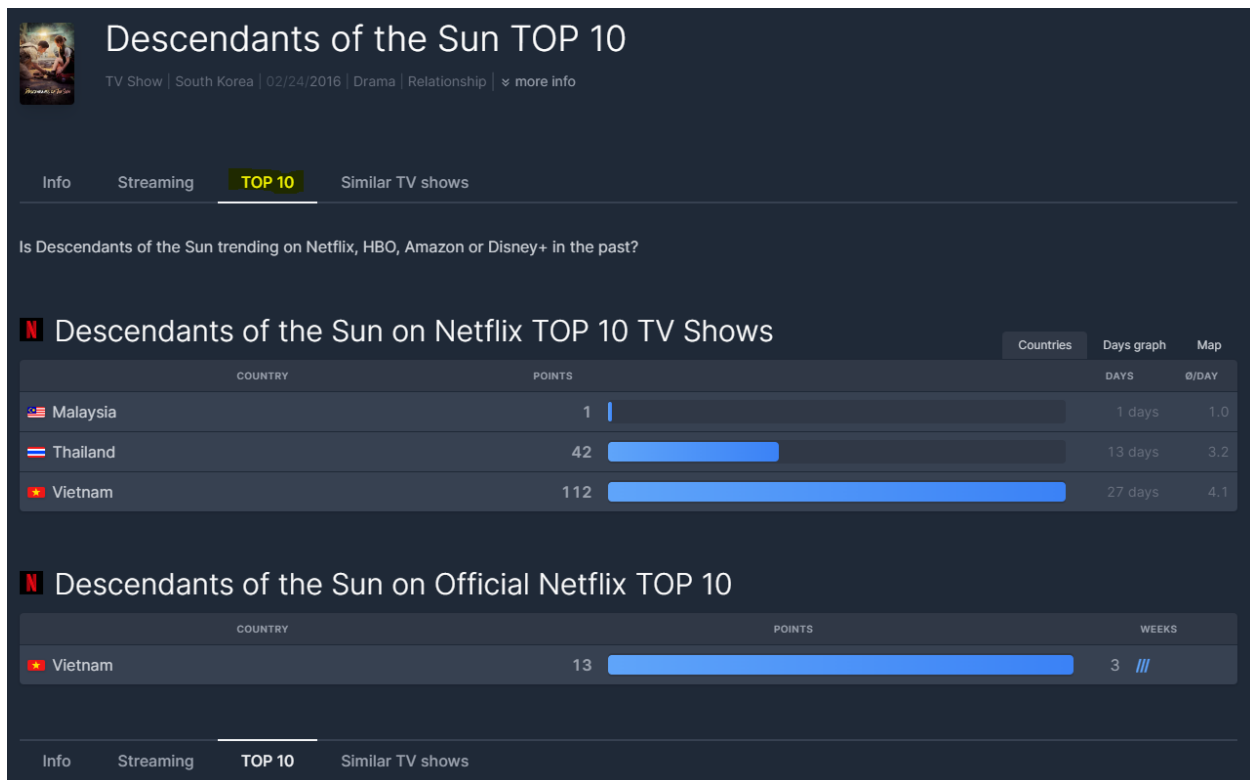 Descendants of the Sun TOP 10
TV Show | South Korea | 02/24/2016 | Drama | Relationship | more info
Info Streaming TOP 10 Similar TV shows
Is Descendants of the Sun trending on Netflix, HBO, Amazon or Disney+ in the past?
N Descendants of the Sun on Netflix TOP 10 TV Shows
Countries Days graph Map
COUNTRY POINTS DAYS Ø/DAY
Malaysia 1 1 days 1.0
Thailand 42 13 days 3.2
Vietnam 112 27 days 4.1
N Descendants of the Sun on Official Netflix TOP 10
COUNTRY POINTS WEEKS
Vietnam 13 3 ///
Info Streaming TOP 10 Similar TV shows